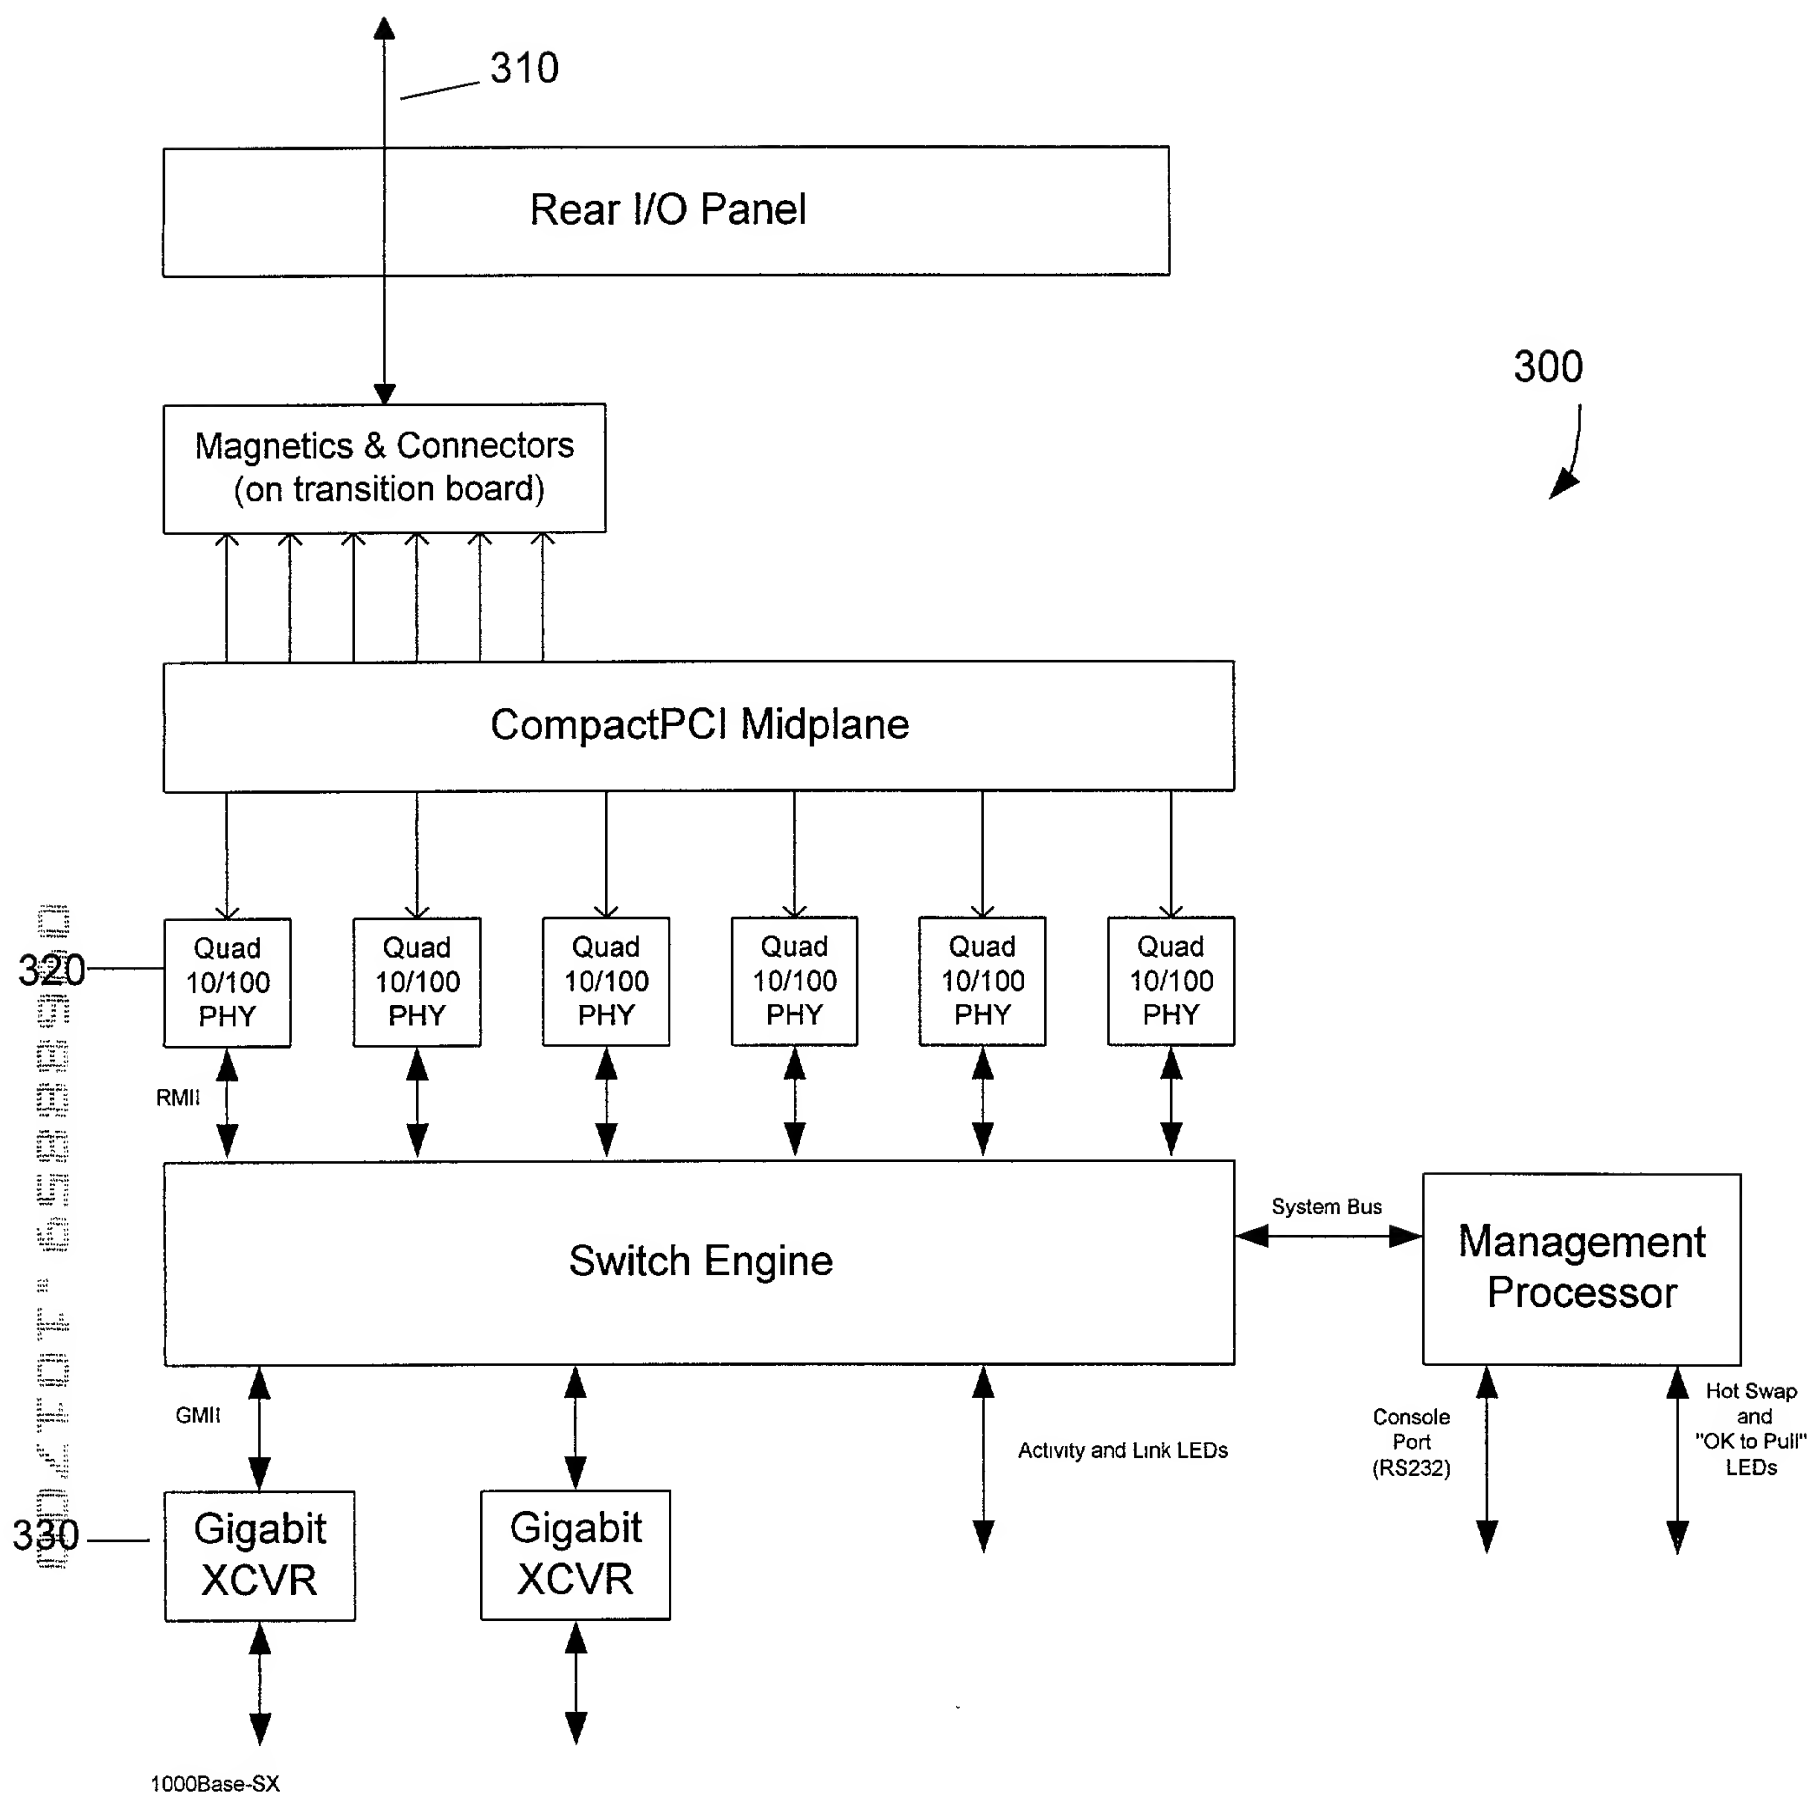 310
Rear I/O Panel
300
Magnetics & Connectors
(on transition board)
CompactPCI Midplane
320
Quad
10/100
PHY
Quad
10/100
PHY
Quad
10/100
PHY
Quad
10/100
PHY
Quad
10/100
PHY
Quad
10/100
PHY
RMII
Switch Engine
System Bus
Management
Processor
GMII
Activity and Link LEDs
Console
Port
(RS232)
Hot Swap
and
"OK to Pull"
LEDs
330
Gigabit
XCVR
Gigabit
XCVR
1000Base-SX